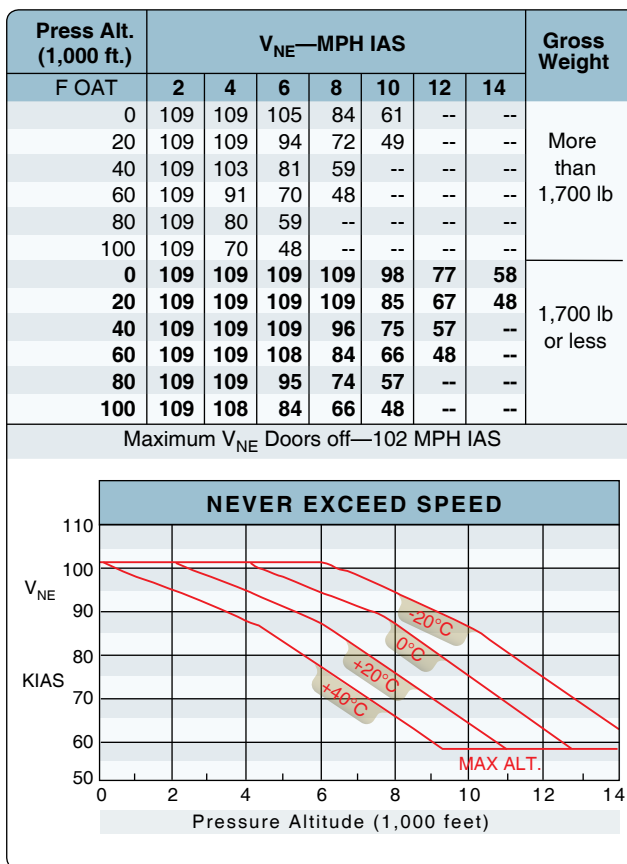 Press Alt. (1,000 ft.) V_NE—MPH IAS Gross Weight
F OAT 2 4 6 8 10 12 14
0 109 109 105 84 61 -- --
20 109 109 94 72 49 -- --
40 109 103 81 59 -- -- --
60 109 91 70 48 -- -- --
80 109 80 59 -- -- -- --
100 109 70 48 -- -- -- --
More than 1,700 lb
0 109 109 109 109 98 77 58
20 109 109 109 109 85 67 48
40 109 109 109 96 75 57 --
60 109 109 108 84 66 48 --
80 109 109 95 74 57 -- --
100 109 108 84 66 48 -- --
1,700 lb or less
Maximum V_NE Doors off—102 MPH IAS
NEVER EXCEED SPEED
110
100
V_NE
90
80
KIAS
70
60
50
-20°C
0°C
+20°C
+40°C
MAX ALT.
0 2 4 6 8 10 12 14
Pressure Altitude (1,000 feet)